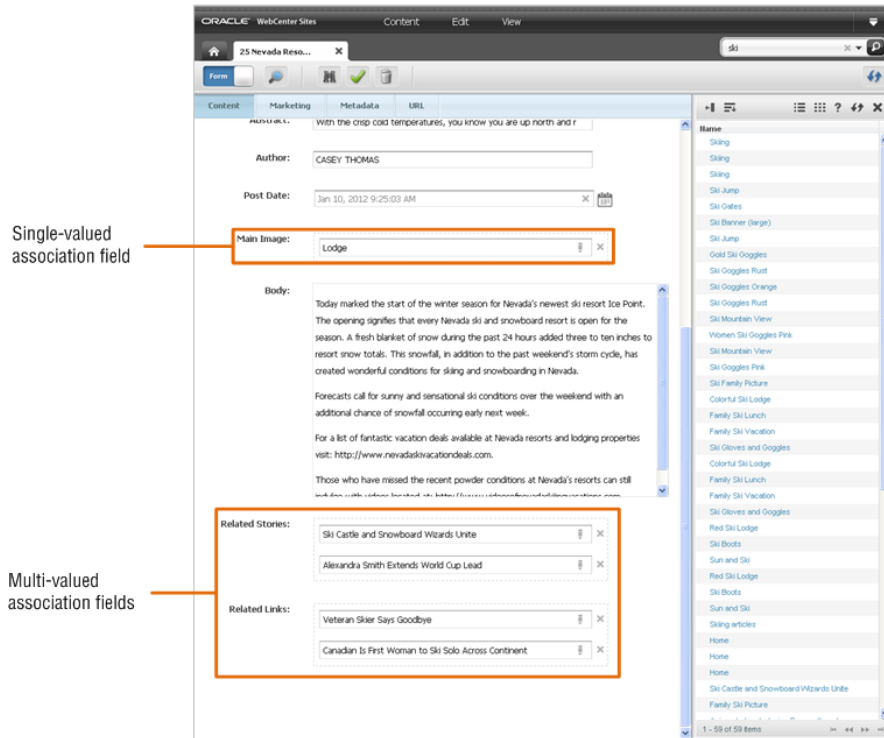 ORACLE WebCenter Sites
Content Edit View
25 Nevada Reso...
ski
Form
Content Marketing Metadata URL
Abstract:
With the crisp cold temperatures, you know you are up north and r
Author:
CASEY THOMAS
Post Date:
Jan 10, 2012 9:25:03 AM
Single-valued
association field
Main Image:
Lodge
Body:
Today marked the start of the winter season for Nevada's newest ski resort Ice Point.
The opening signifies that every Nevada ski and snowboard resort is open for the
season. A fresh blanket of snow during the past 24 hours added three to ten inches to
resort snow totals. This snowfall, in addition to the past weekend's storm cycle, has
created wonderful conditions for skiing and snowboarding in Nevada.
Forecasts call for sunny and sensational ski conditions over the weekend with an
additional chance of snowfall occurring early next week.
For a list of fantastic vacation deals available at Nevada resorts and lodging properties
visit: http://www.nevadaskivacationdeals.com.
Those who have missed the recent powder conditions at Nevada's resorts can still
indulge with videos located at: http://www.videosofnevadaskiingvacations.com
Multi-valued
association fields
Related Stories:
Ski Castle and Snowboard Wizards Unite
Alexandra Smith Extends World Cup Lead
Related Links:
Veteran Skier Says Goodbye
Canadian Is First Woman to Ski Solo Across Continent
Name
Skiing
Skiing
Skiing
Ski Jump
Ski Gates
Ski Banner (large)
Ski Jump
Gold Ski Goggles
Ski Goggles Rust
Ski Goggles Orange
Ski Goggles Rust
Ski Mountain View
Women Ski Goggles Pink
Ski Mountain View
Ski Goggles Pink
Ski Family Picture
Colorful Ski Lodge
Family Ski Lunch
Family Ski Vacation
Ski Gloves and Goggles
Colorful Ski Lodge
Family Ski Lunch
Family Ski Vacation
Ski Gloves and Goggles
Red Ski Lodge
Ski Boots
Sun and Ski
Red Ski Lodge
Ski Boots
Sun and Ski
Skiing articles
Home
Home
Home
Ski Castle and Snowboard Wizards Unite
Family Ski Picture
1 - 59 of 59 items